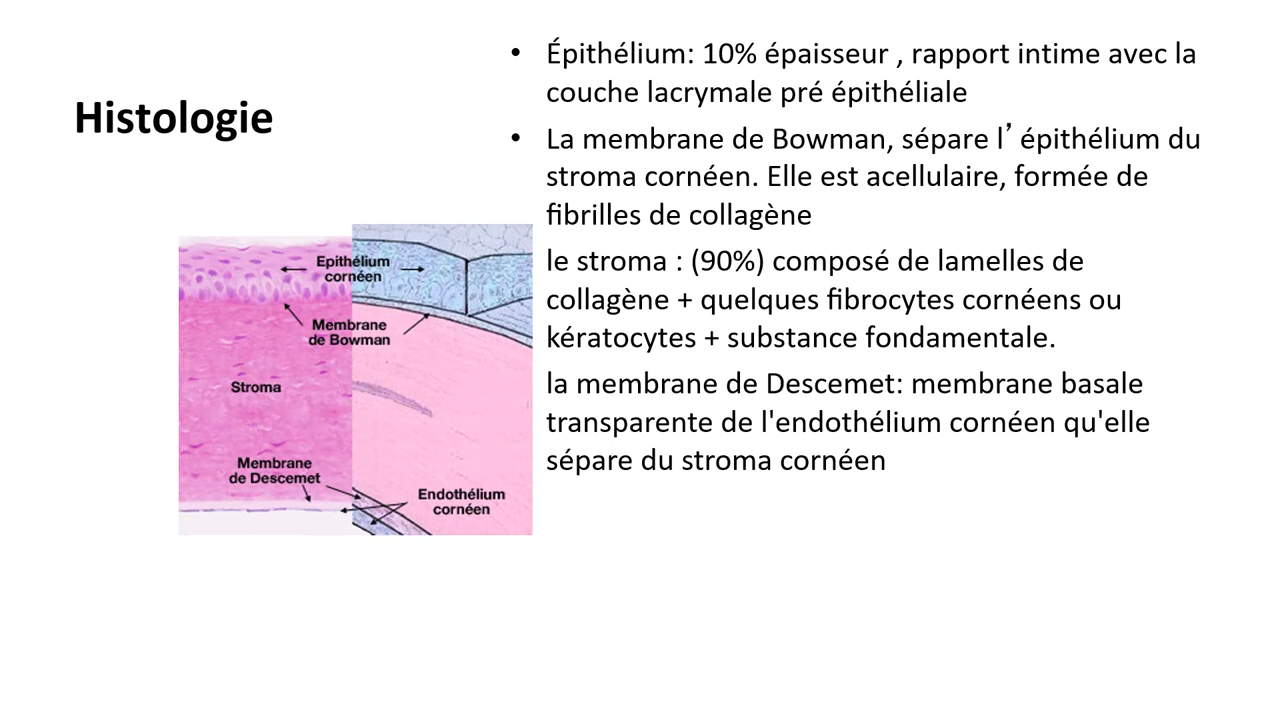 Histologie
• Épithélium: 10% épaisseur , rapport intime avec la
couche lacrymale pré épithéliale
• La membrane de Bowman, sépare l’ épithélium du
stroma cornéen. Elle est acellulaire, formée de
fibrilles de collagène
le stroma : (90%) composé de lamelles de
collagène + quelques fibrocytes cornéens ou
kératocytes + substance fondamentale.
la membrane de Descemet: membrane basale
transparente de l'endothélium cornéen qu'elle
sépare du stroma cornéen
Epithélium
cornéen
Membrane
de Bowman
Stroma
Membrane
de Descemet
Endothélium
cornéen